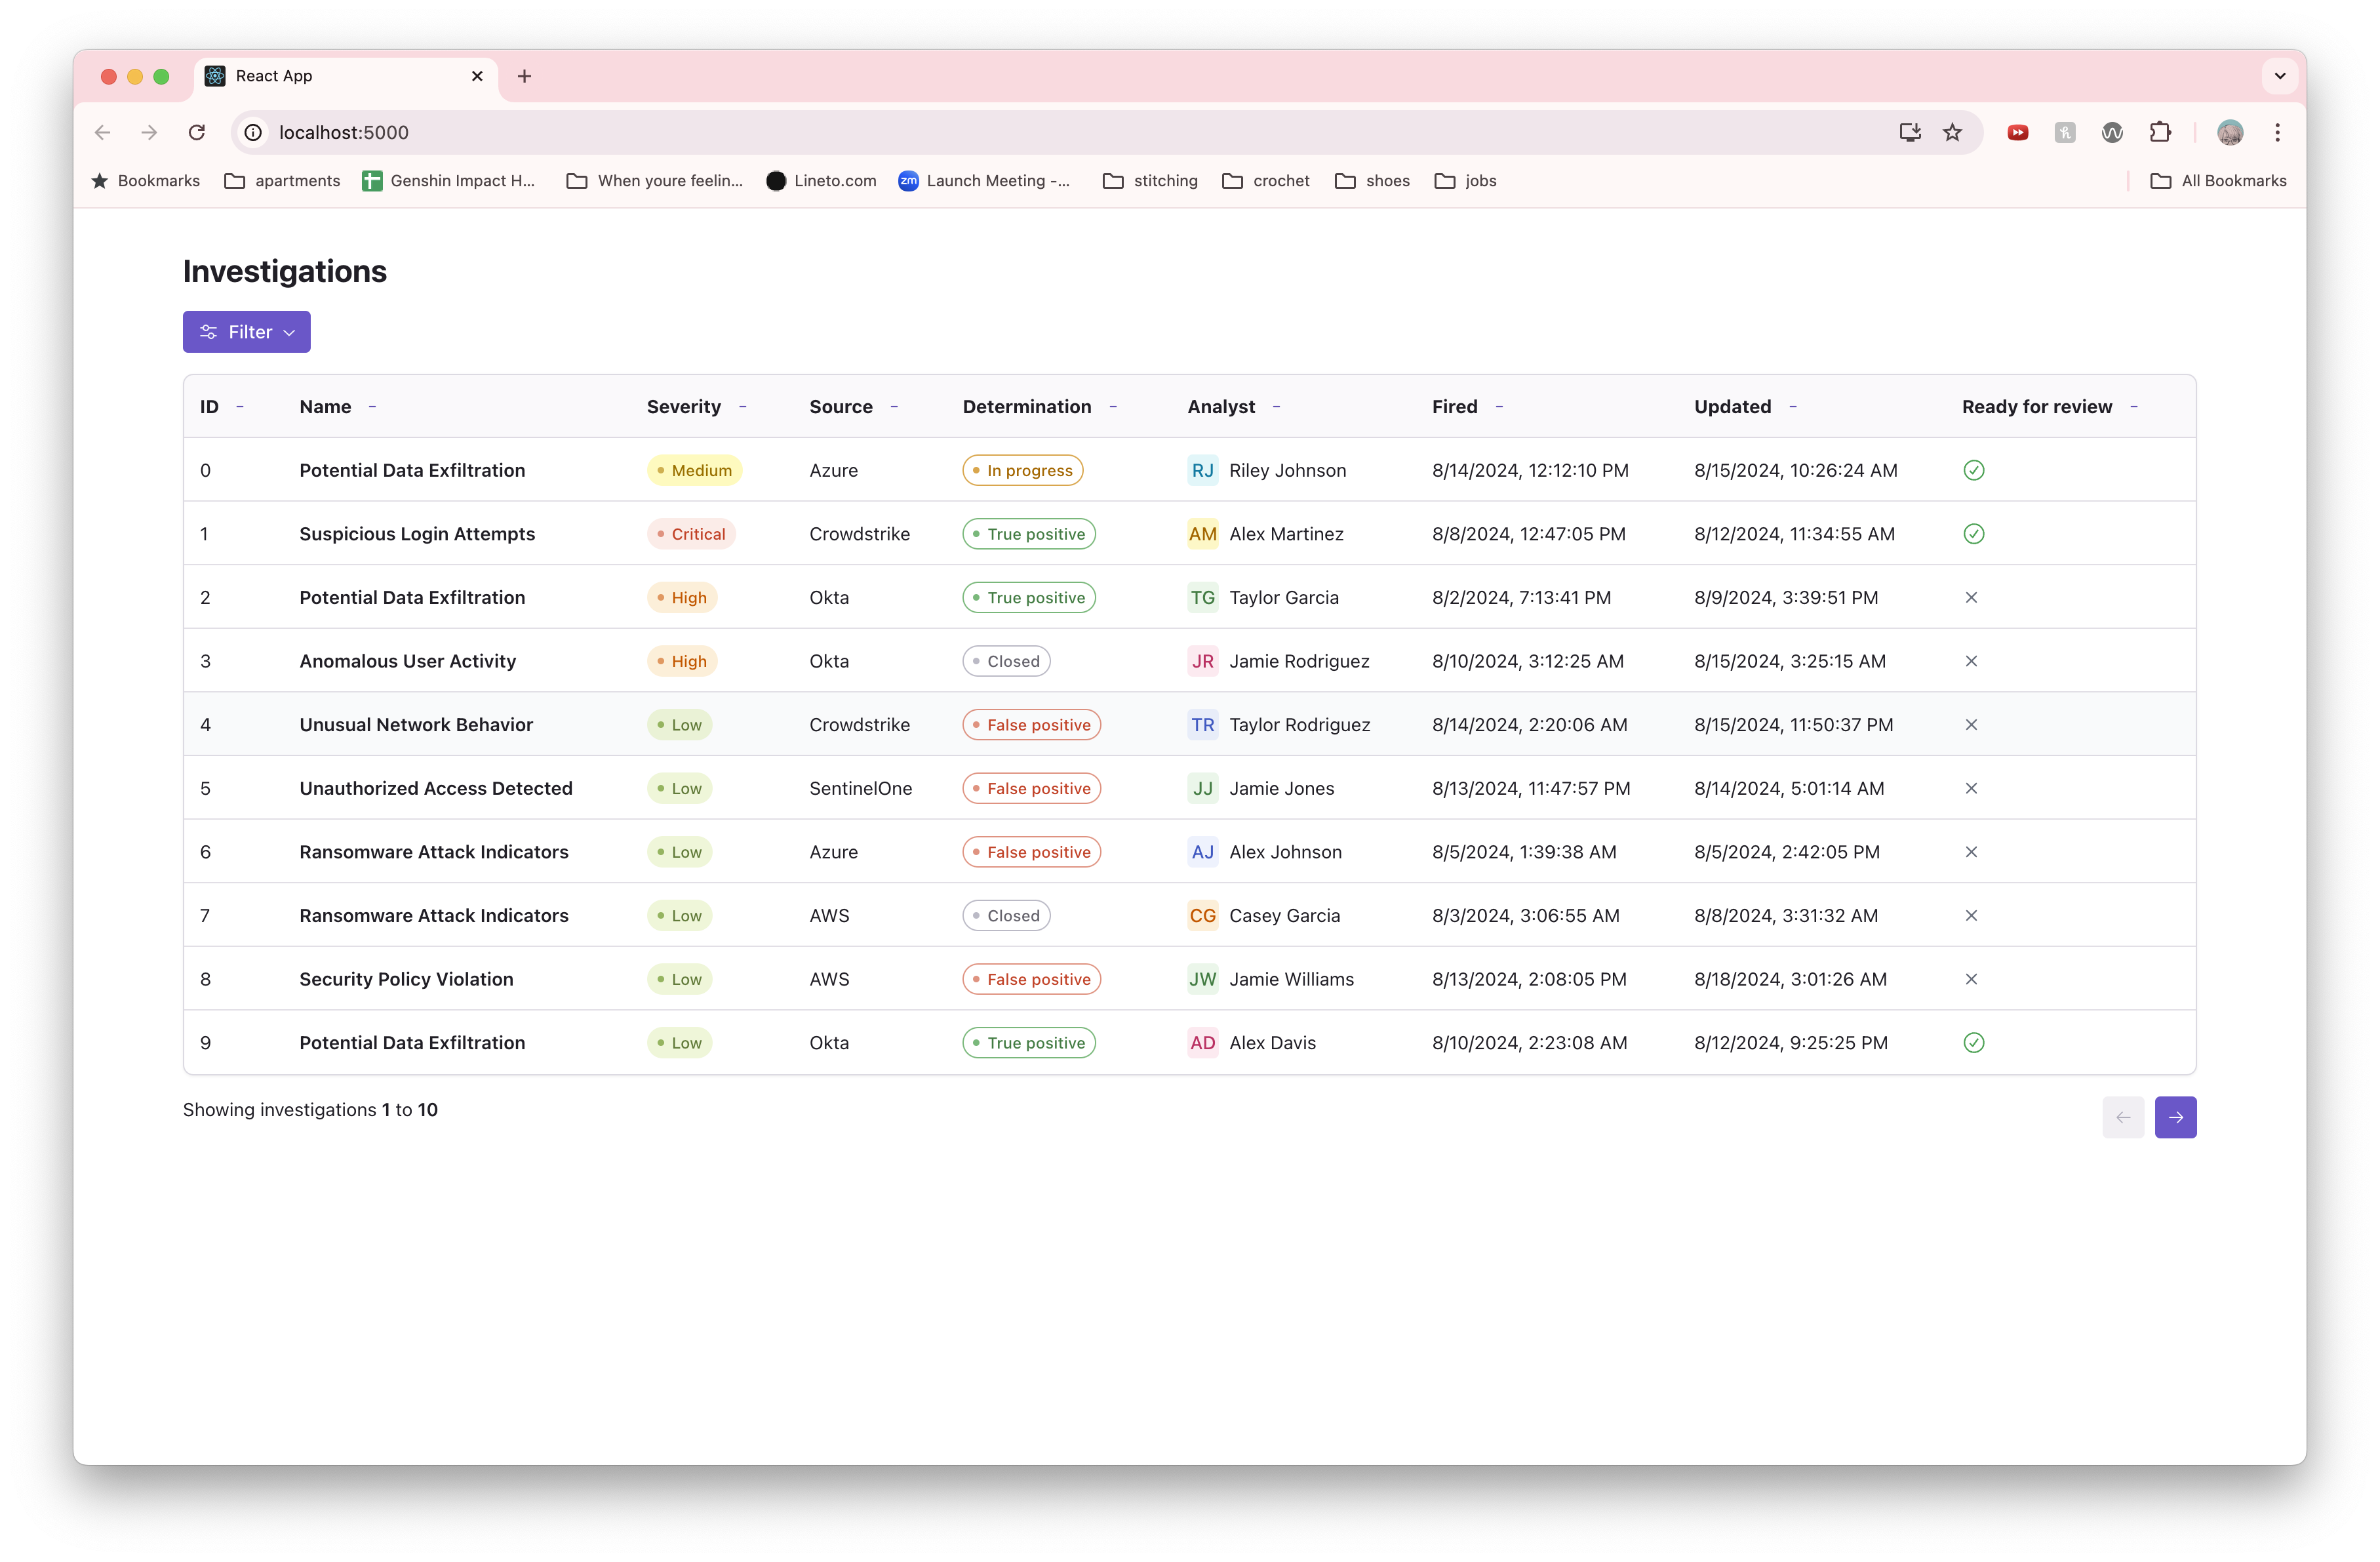 React App
localhost:5000
Bookmarks apartments Genshin Impact H... When youre feelin... Lineto.com zm Launch Meeting -... stitching crochet shoes jobs All Bookmarks
Investigations
Filter
ID - Name - Severity - Source - Determination - Analyst - Fired - Updated - Ready for review -
0 Potential Data Exfiltration Medium Azure In progress RJ Riley Johnson 8/14/2024, 12:12:10 PM 8/15/2024, 10:26:24 AM
1 Suspicious Login Attempts Critical Crowdstrike True positive AM Alex Martinez 8/8/2024, 12:47:05 PM 8/12/2024, 11:34:55 AM
2 Potential Data Exfiltration High Okta True positive TG Taylor Garcia 8/2/2024, 7:13:41 PM 8/9/2024, 3:39:51 PM
3 Anomalous User Activity High Okta Closed JR Jamie Rodriguez 8/10/2024, 3:12:25 AM 8/15/2024, 3:25:15 AM
4 Unusual Network Behavior Low Crowdstrike False positive TR Taylor Rodriguez 8/14/2024, 2:20:06 AM 8/15/2024, 11:50:37 PM
5 Unauthorized Access Detected Low SentinelOne False positive JJ Jamie Jones 8/13/2024, 11:47:57 PM 8/14/2024, 5:01:14 AM
6 Ransomware Attack Indicators Low Azure False positive AJ Alex Johnson 8/5/2024, 1:39:38 AM 8/5/2024, 2:42:05 PM
7 Ransomware Attack Indicators Low AWS Closed CG Casey Garcia 8/3/2024, 3:06:55 AM 8/8/2024, 3:31:32 AM
8 Security Policy Violation Low AWS False positive JW Jamie Williams 8/13/2024, 2:08:05 PM 8/18/2024, 3:01:26 AM
9 Potential Data Exfiltration Low Okta True positive AD Alex Davis 8/10/2024, 2:23:08 AM 8/12/2024, 9:25:25 PM
Showing investigations 1 to 10